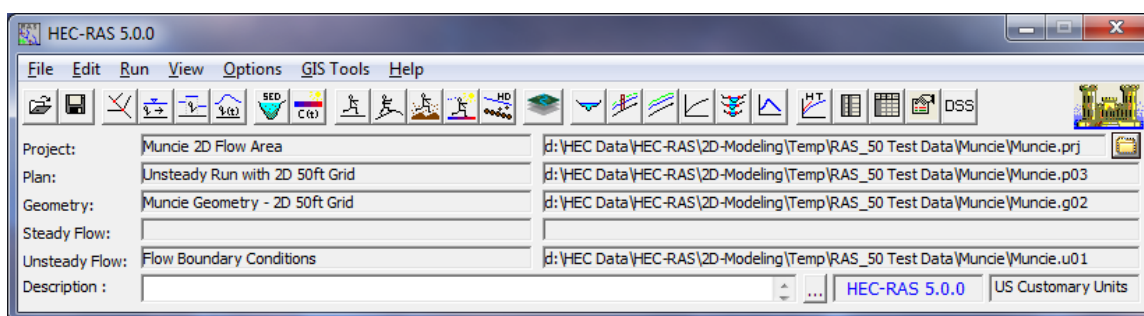 HEC-RAS 5.0.0
File Edit Run View Options GIS Tools Help
SED C(t) HD HT DSS
Project: Muncie 2D Flow Area d:\HEC Data\HEC-RAS\2D-Modeling\Temp\RAS_50 Test Data\Muncie\Muncie.prj
Plan: Unsteady Run with 2D 50ft Grid d:\HEC Data\HEC-RAS\2D-Modeling\Temp\RAS_50 Test Data\Muncie\Muncie.p03
Geometry: Muncie Geometry - 2D 50ft Grid d:\HEC Data\HEC-RAS\2D-Modeling\Temp\RAS_50 Test Data\Muncie\Muncie.g02
Steady Flow:
Unsteady Flow: Flow Boundary Conditions d:\HEC Data\HEC-RAS\2D-Modeling\Temp\RAS_50 Test Data\Muncie\Muncie.u01
Description : ... HEC-RAS 5.0.0 US Customary Units